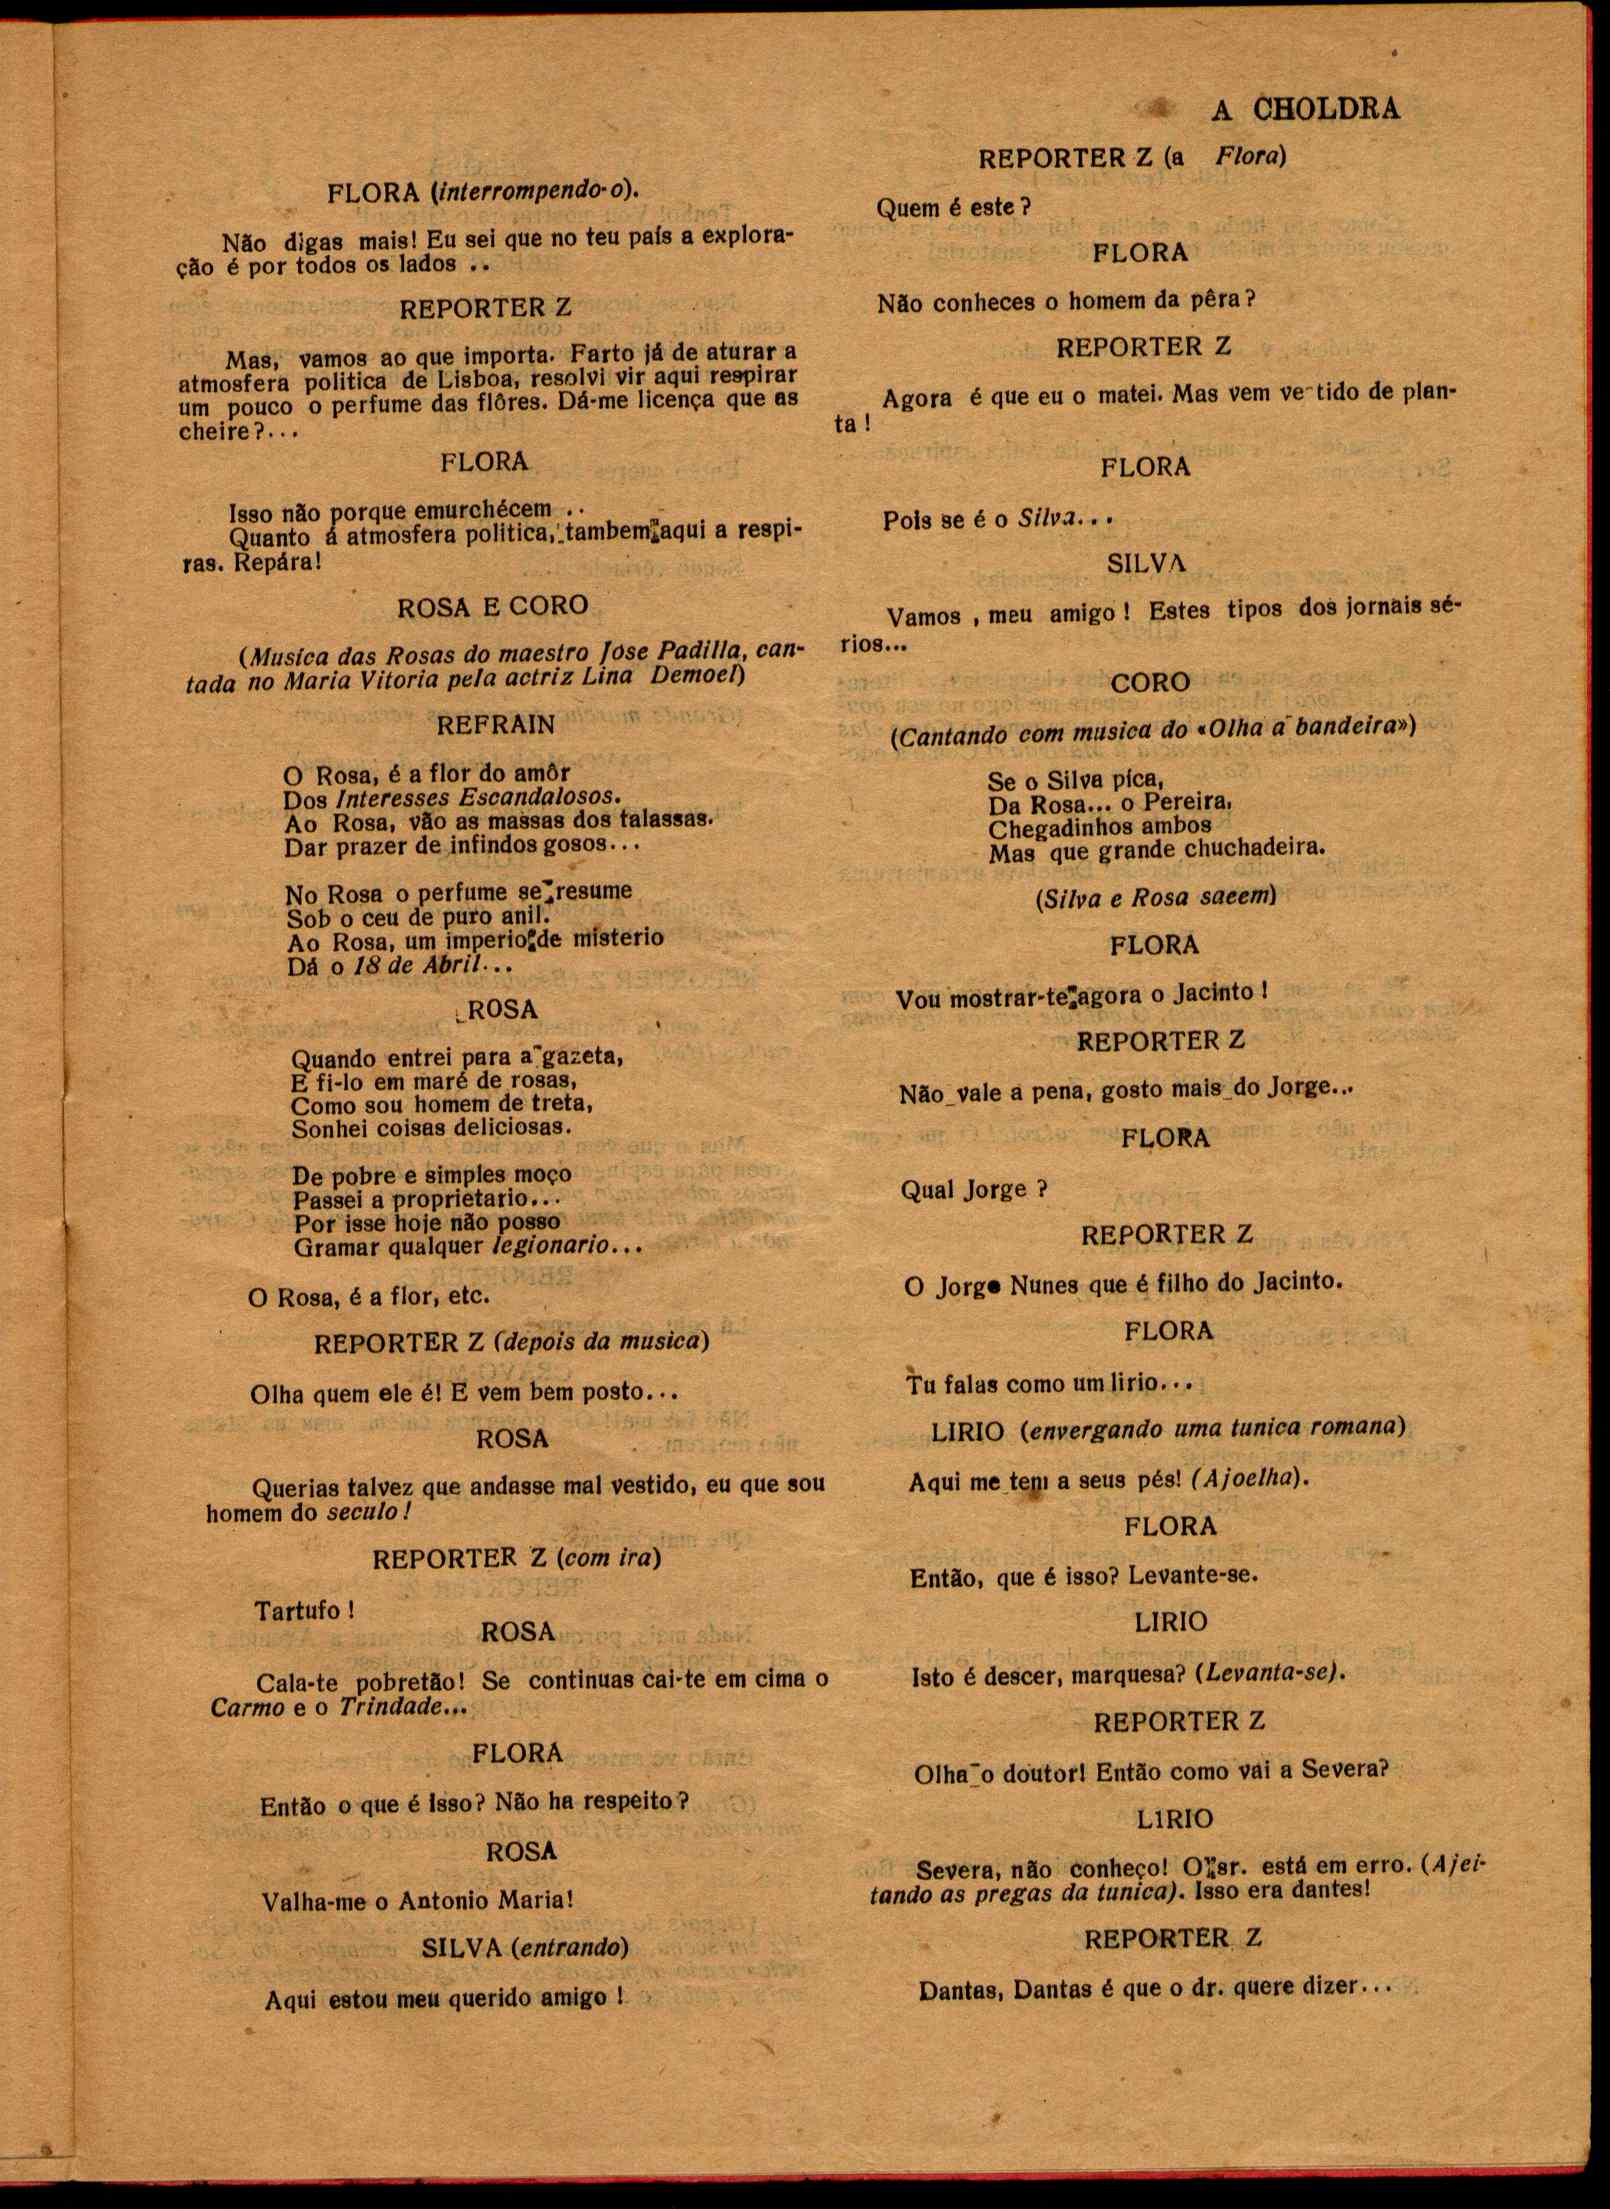 A CHOLDRA
FLORA (interrompendo-o).
Não digas mais! Eu sei que no teu país a explora-
ção é por todos os lados ..
REPORTER Z
Mas, vamos ao que importa. Farto já de aturar a
atmosfera politica de Lisboa, resolvi vir aqui respirar
um pouco o perfume das flôres. Dá-me licença que as
cheire?...
FLORA
Isso não porque emurchécem ..
Quanto á atmosfera politica, tambem aqui a respi-
ras. Repára!
ROSA E CORO
(Musica das Rosas do maestro Jose Padilla, can-
tada no Maria Vitoria pela actriz Lina Demoel)
REFRAIN
O Rosa, é a flor do amôr
Dos Interesses Escandalosos.
Ao Rosa, vão as massas dos talassas.
Dar prazer de infindos gosos...
No Rosa o perfume se resume
Sob o ceu de puro anil.
Ao Rosa, um imperio de misterio
Dá o 18 de Abril...
ROSA
Quando entrei para a gazeta,
E fi-lo em maré de rosas,
Como sou homem de treta,
Sonhei coisas deliciosas.
De pobre e simples moço
Passei a proprietario...
Por isse hoje não posso
Gramar qualquer legionario...
O Rosa, é a flor, etc.
REPORTER Z (depois da musica)
Olha quem ele é! E vem bem posto...
ROSA
Querias talvez que andasse mal vestido, eu que sou
homem do seculo!
REPORTER Z (com ira)
Tartufo!
ROSA
Cala-te pobretão! Se continuas cai-te em cima o
Carmo e o Trindade...
FLORA
Então o que é isso? Não ha respeito?
ROSA
Valha-me o Antonio Maria!
SILVA (entrando)
Aqui estou meu querido amigo!
REPORTER Z (a Flora)
Quem é este?
FLORA
Não conheces o homem da pêra?
REPORTER Z
Agora é que eu o matei. Mas vem ve tido de plan-
ta!
FLORA
Pois se é o Silva...
SILVA
Vamos , meu amigo! Estes tipos dos jornais sé-
rios...
CORO
(Cantando com musica do «Olha a bandeira»)
Se o Silva pica,
Da Rosa... o Pereira,
Chegadinhos ambos
Mas que grande chuchadeira.
(Silva e Rosa saeem)
FLORA
Vou mostrar-te agora o Jacinto!
REPORTER Z
Não vale a pena, gosto mais do Jorge...
FLORA
Qual Jorge?
REPORTER Z
O Jorge Nunes que é filho do Jacinto.
FLORA
Tu falas como um lirio...
LIRIO (envergando uma tunica romana)
Aqui me tem a seus pés! (Ajoelha).
FLORA
Então, que é isso? Levante-se.
LIRIO
Isto é descer, marquesa? (Levanta-se).
REPORTER Z
Olha o doutor! Então como vai a Severa?
LIRIO
Severa, não conheço! O sr. está em erro. (Ajei-
tando as pregas da tunica). Isso era dantes!
REPORTER Z
Dantas, Dantas é que o dr. quere dizer...